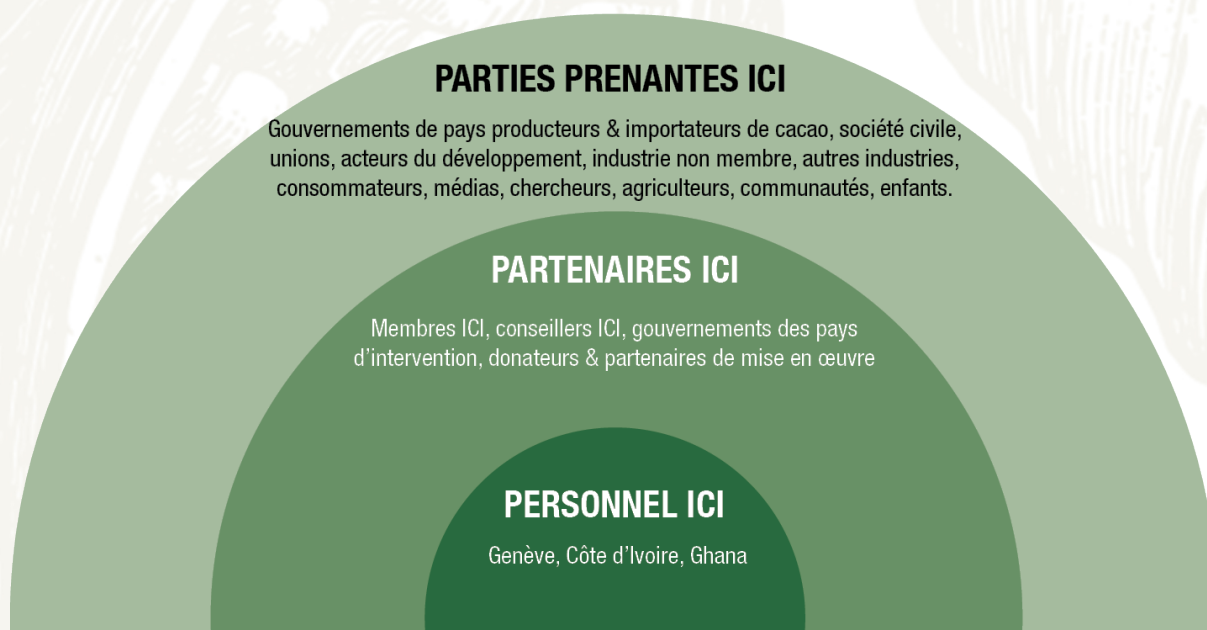 PARTIES PRENANTES ICI
Gouvernements de pays producteurs & importateurs de cacao, société civile,
unions, acteurs du développement, industrie non membre, autres industries,
consommateurs, médias, chercheurs, agriculteurs, communautés, enfants.
PARTENAIRES ICI
Membres ICI, conseillers ICI, gouvernements des pays
d’intervention, donateurs & partenaires de mise en œuvre
PERSONNEL ICI
Genève, Côte d’Ivoire, Ghana